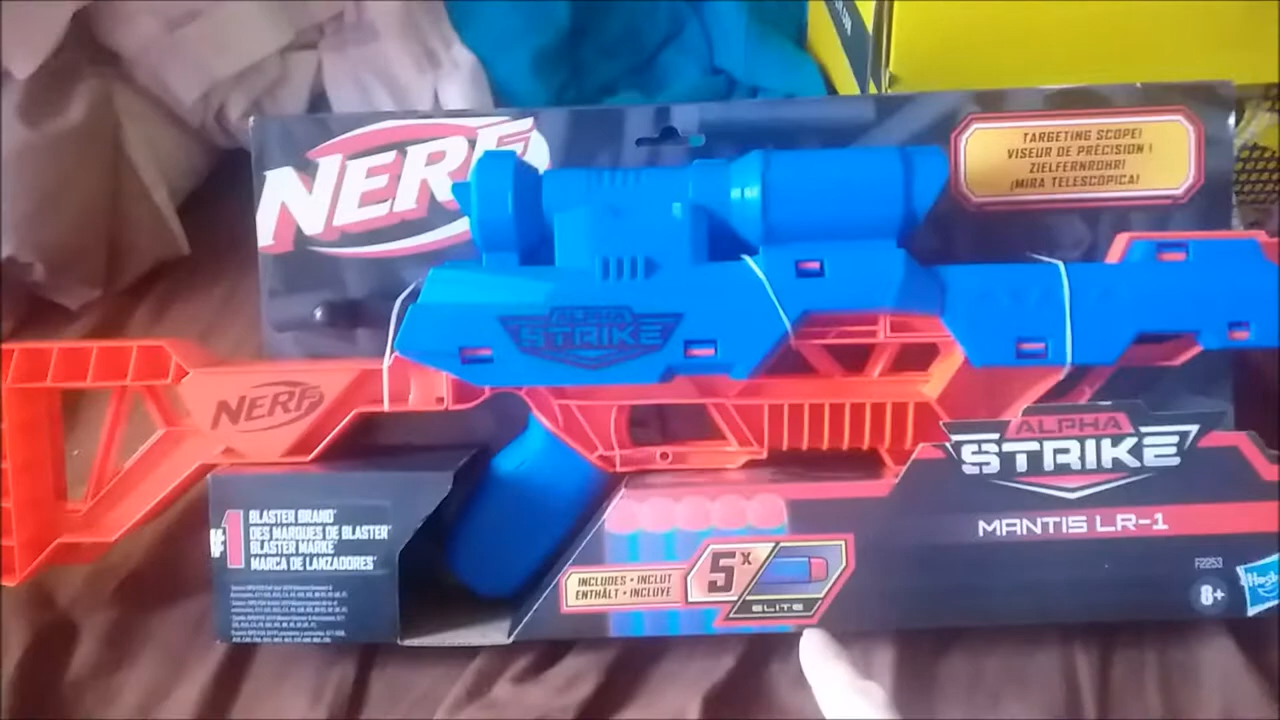 NERF
TARGETING SCOPE!
VISEUR DE PRÉCISION !
ZIELFERNROHR!
¡MIRA TELESCÓPICA!
ALPHA
STRIKE
NERF
ALPHA
STRIKE
MANTIS LR-1
#1 BLASTER BRAND*
DES MARQUES DE BLASTER*
BLASTER MARKE*
MARCA DE LANZADORES*
INCLUDES • INCLUT
ENTHÄLT • INCLUYE
5X
ELITE
F2253
8+